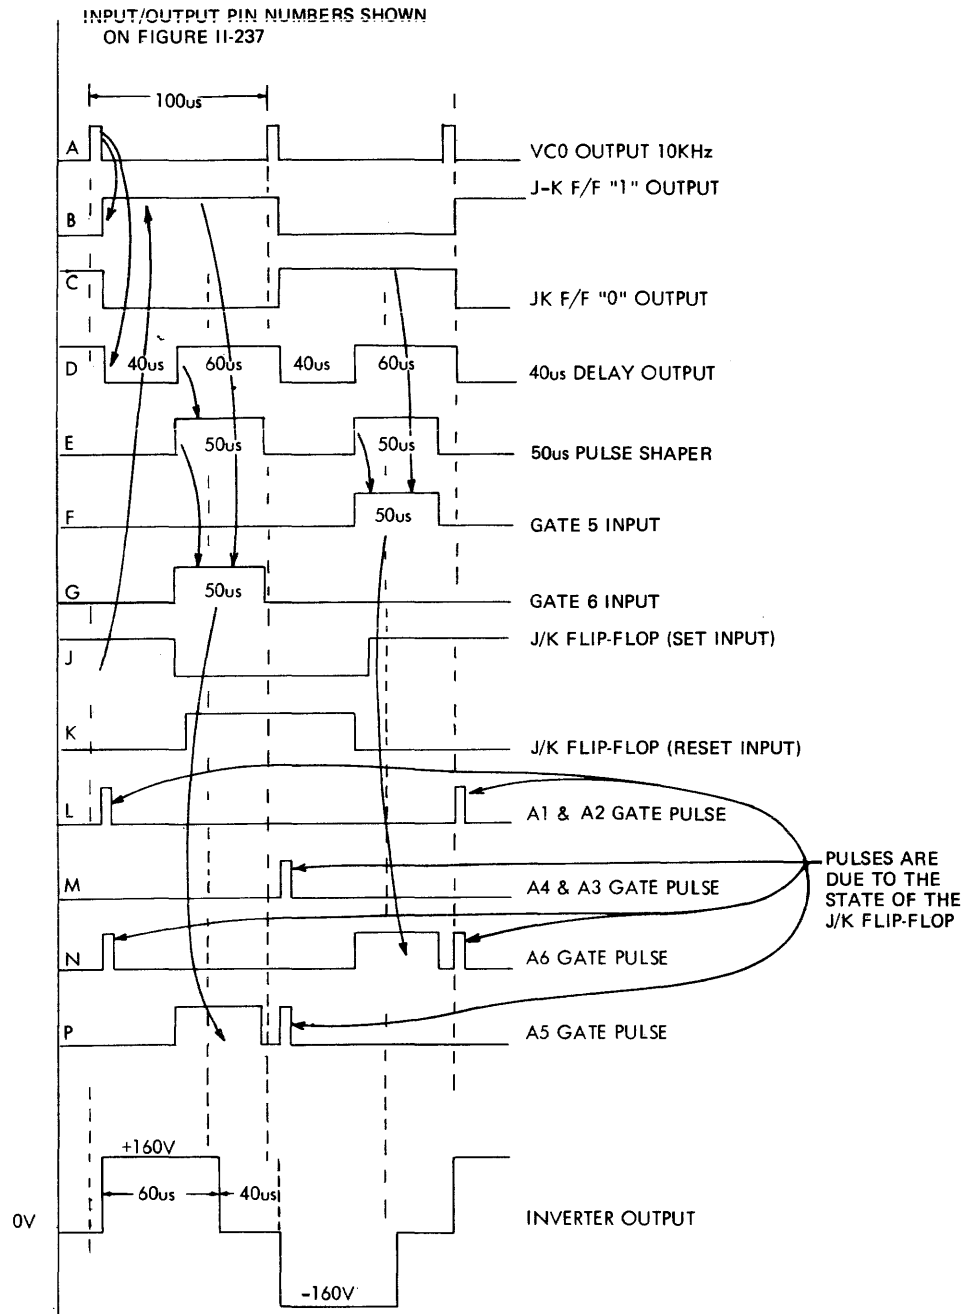 INPUT/OUTPUT PIN NUMBERS SHOWN
ON FIGURE II-237
100us
A
VC0 OUTPUT 10KHz
J-K F/F "1" OUTPUT
B
C
JK F/F "0" OUTPUT
D
40us
60us
40us
60us
40us DELAY OUTPUT
E
50us
50us
50us PULSE SHAPER
F
50us
GATE 5 INPUT
G
50us
GATE 6 INPUT
J/K FLIP-FLOP (SET INPUT)
J
K
J/K FLIP-FLOP (RESET INPUT)
L
A1 & A2 GATE PULSE
M
A4 & A3 GATE PULSE
PULSES ARE
DUE TO THE
STATE OF THE
J/K FLIP-FLOP
N
A6 GATE PULSE
P
A5 GATE PULSE
+160V
60us
40us
0V
INVERTER OUTPUT
-160V